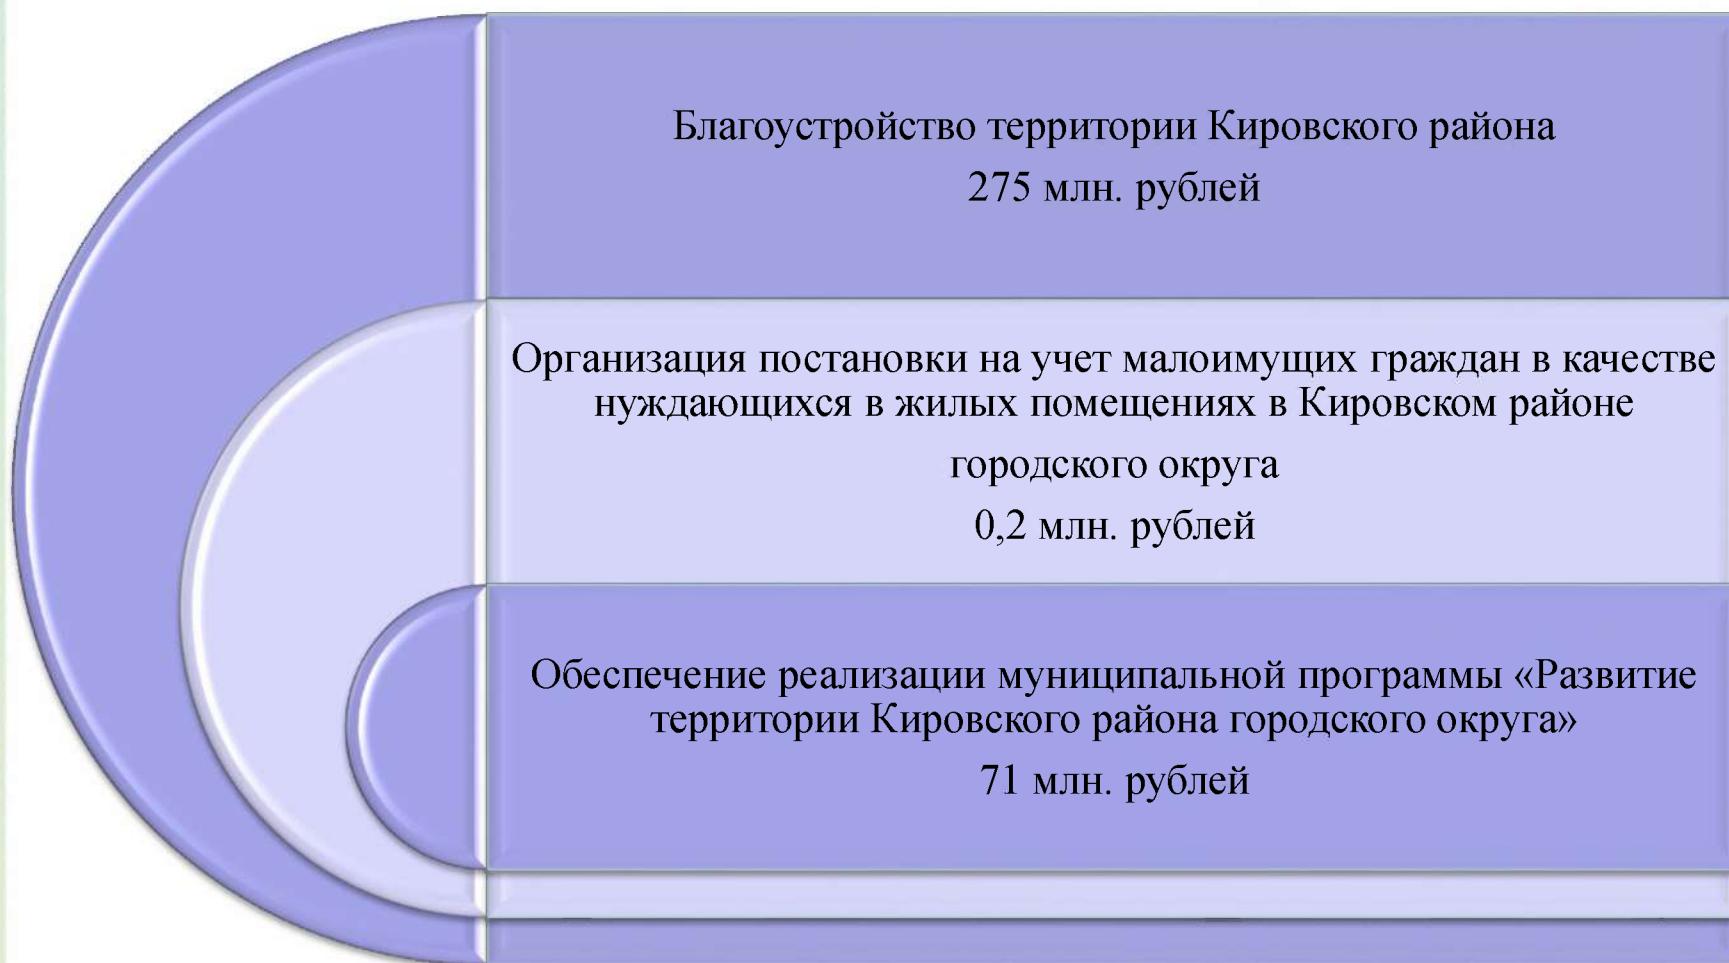 Благоустройство территории Кировского района
275 млн. рублей
Организация постановки на учет малоимущих граждан в качестве
нуждающихся в жилых помещениях в Кировском районе
городского округа
0,2 млн. рублей
Обеспечение реализации муниципальной программы «Развитие
территории Кировского района городского округа»
71 млн. рублей